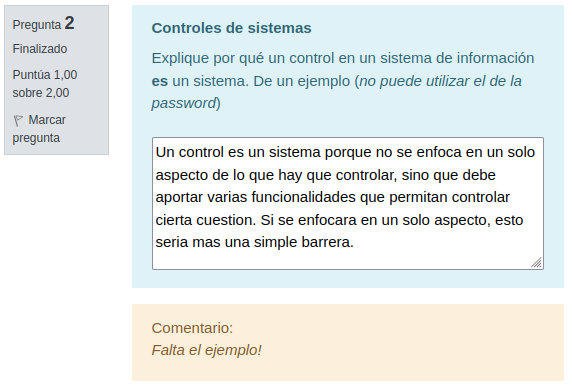 Pregunta 2
Finalizado
Puntúa 1,00
sobre 2,00
Marcar
pregunta
Controles de sistemas
Explique por qué un control en un sistema de información
es un sistema. De un ejemplo (no puede utilizar el de la
password)
Un control es un sistema porque no se enfoca en un solo
aspecto de lo que hay que controlar, sino que debe
aportar varias funcionalidades que permitan controlar
cierta cuestion. Si se enfocara en un solo aspecto, esto
seria mas una simple barrera.
Comentario:
Falta el ejemplo!